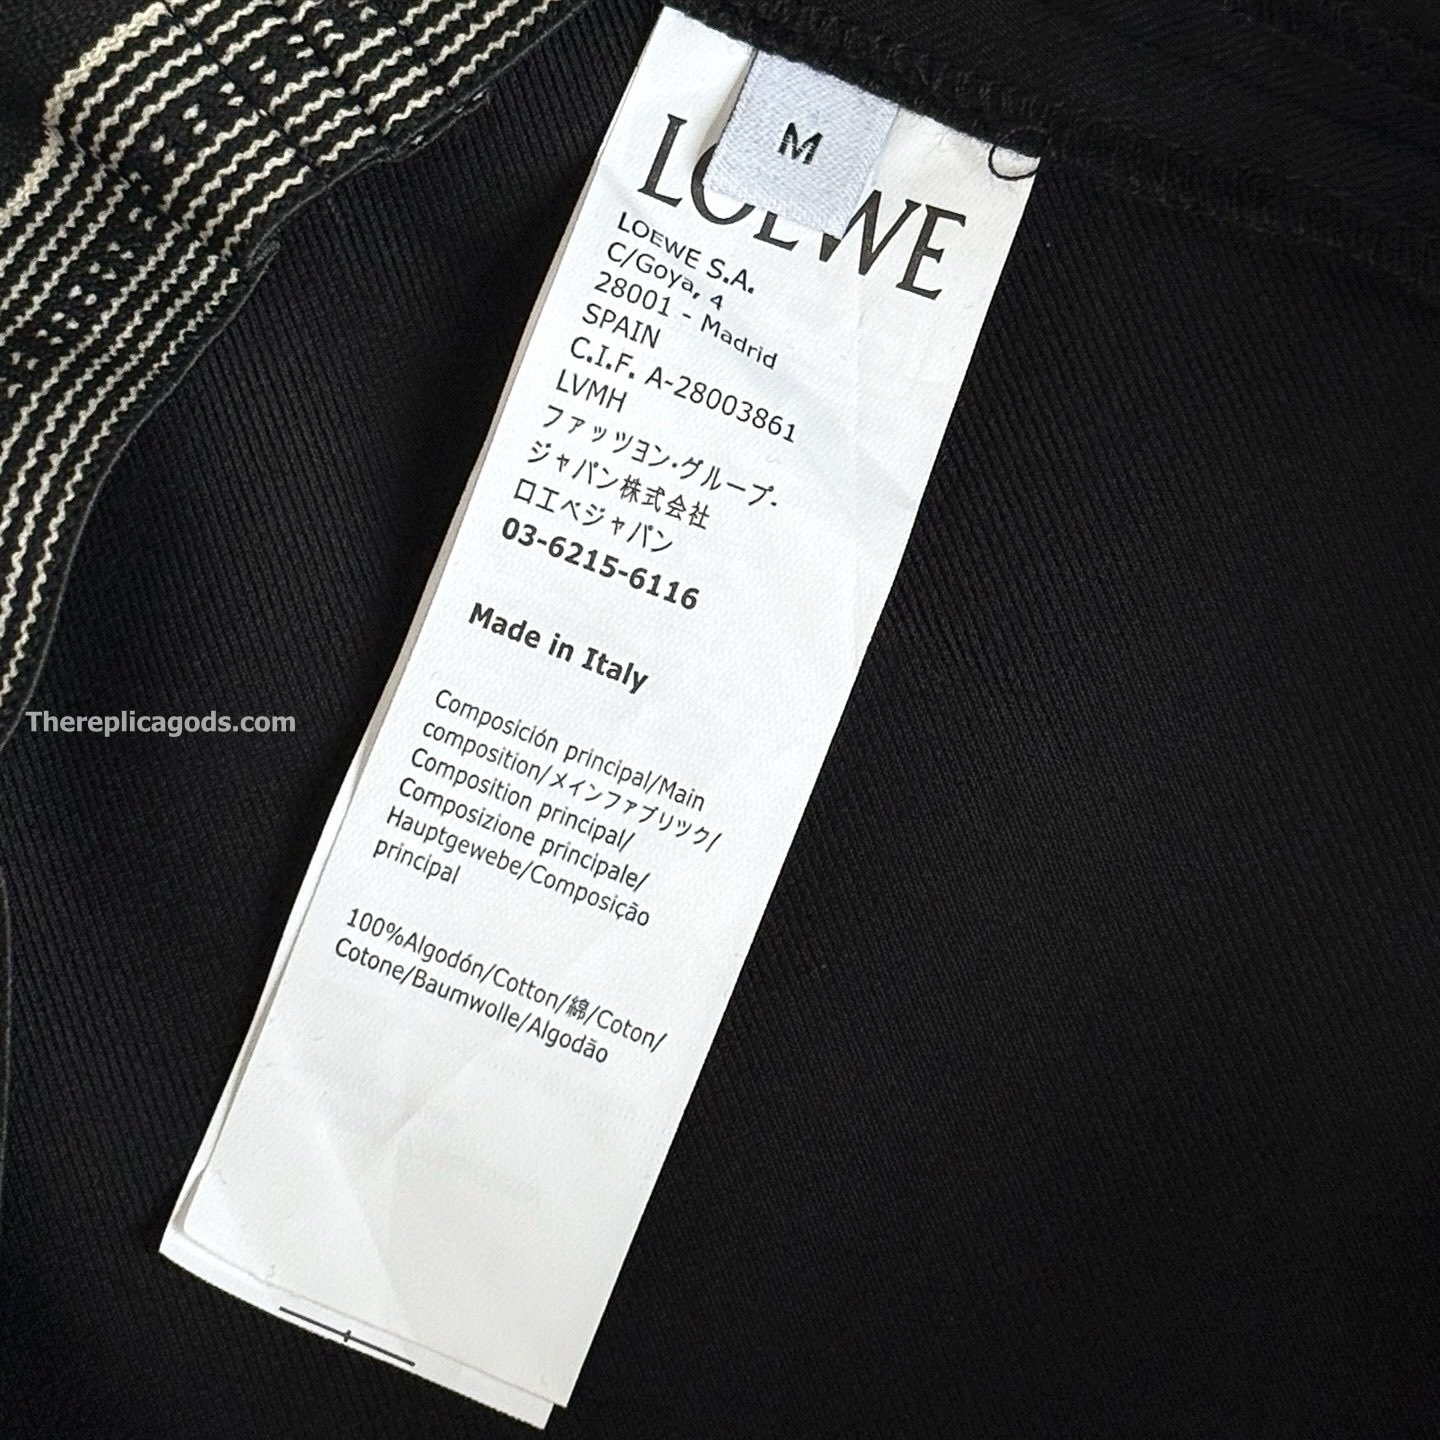 M
LOEWE
LOEWE S.A.
C/Goya, 4
28001 - Madrid
SPAIN
C.I.F. A-28003861
LVMH
ファッツヨン・グループ・
ジャパン株式会社
ロエベジャパン
03-6215-6116
Made in Italy
Composición principal/Main
composition/メインファブリック/
Composition principal/
Composizione principale/
Hauptgewebe/Composição
principal
100%Algodón/Cotton/綿/Coton/
Cotone/Baumwolle/Algodão
Thereplicagods.com